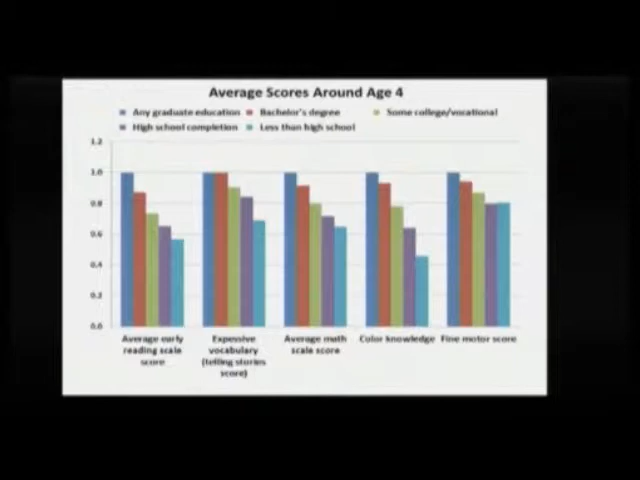 Average Scores Around Age 4
Any graduate education Bachelor's degree Some college/vocational
High school completion Less than high school
1.2
1.0
0.8
0.6
0.4
0.2
0.0
Average early
reading scale
score
Expessive
vocabulary
(telling stories
score)
Average math
scale score
Color knowledge
Fine motor score